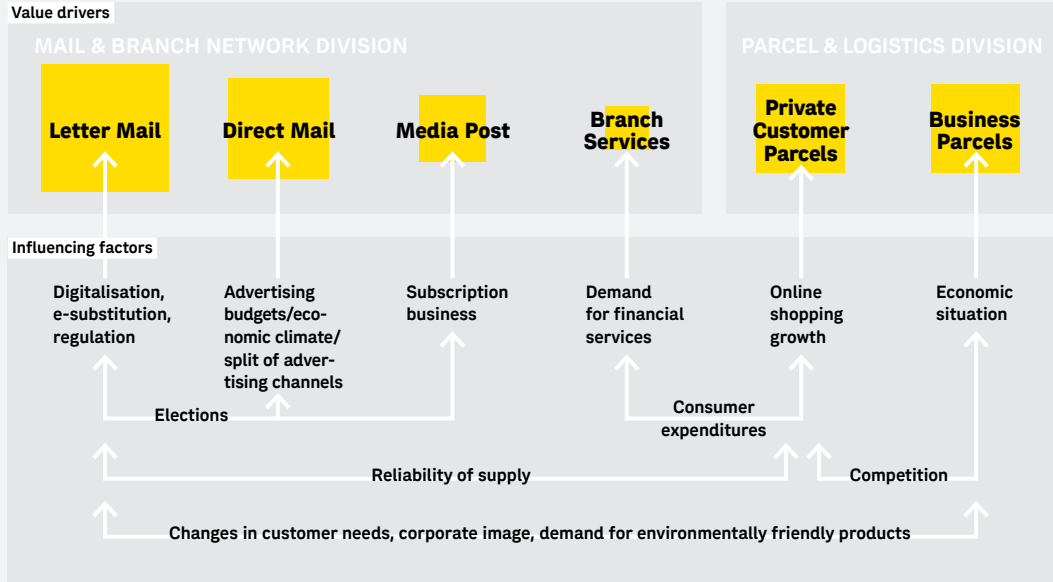 Value drivers
MAIL & BRANCH NETWORK DIVISION
PARCEL & LOGISTICS DIVISION
Letter Mail
Direct Mail
Media Post
Branch
Services
Private
Customer
Parcels
Business
Parcels
Influencing factors
Digitalisation,
e-substitution,
regulation
Advertising
budgets/eco-
nomic climate/
split of adver-
tising channels
Subscription
business
Demand
for financial
services
Online
shopping
growth
Economic
situation
Elections
Consumer
expenditures
Reliability of supply
Competition
Changes in customer needs, corporate image, demand for environmentally friendly products